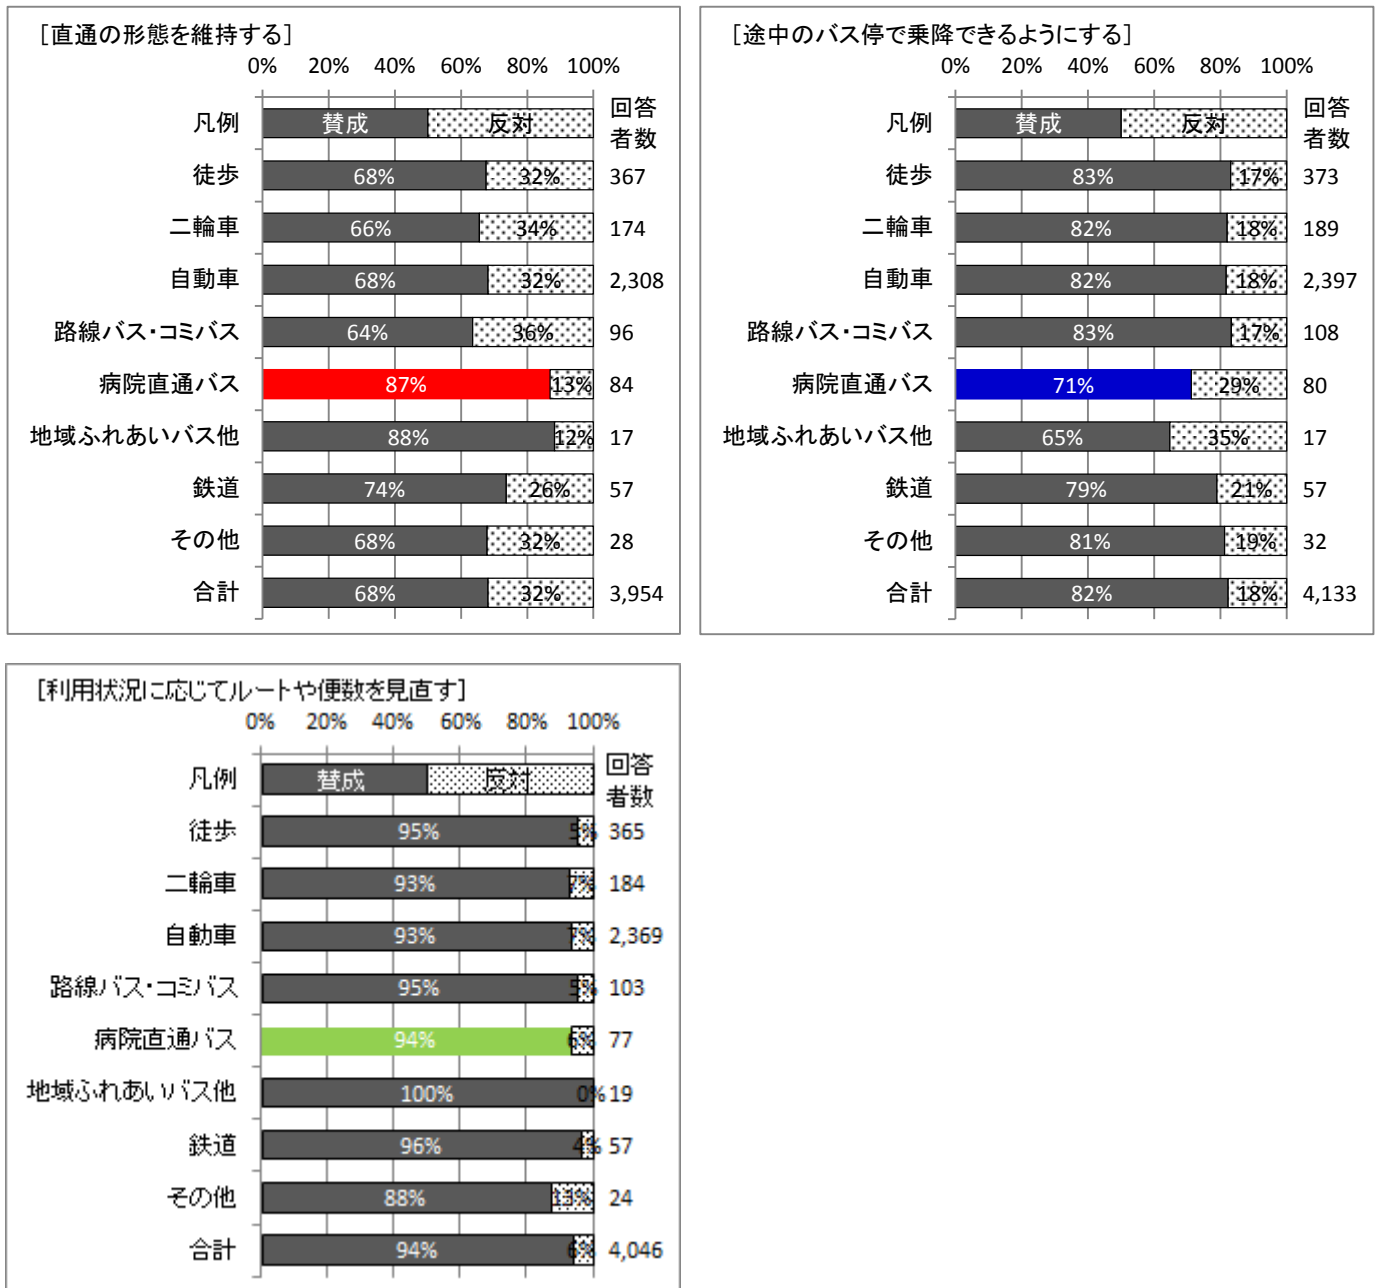 [直通の形態を維持する]
0% 20% 40% 60% 80% 100%
凡例 賛成 反対 回答者数
徒歩 68% 32% 367
二輪車 66% 34% 174
自動車 68% 32% 2,308
路線バス・コミバス 64% 36% 96
病院直通バス 87% 13% 84
地域ふれあいバス他 88% 12% 17
鉄道 74% 26% 57
その他 68% 32% 28
合計 68% 32% 3,954
[途中のバス停で乗降できるようにする]
0% 20% 40% 60% 80% 100%
凡例 賛成 反対 回答者数
徒歩 83% 17% 373
二輪車 82% 18% 189
自動車 82% 18% 2,397
路線バス・コミバス 83% 17% 108
病院直通バス 71% 29% 80
地域ふれあいバス他 65% 35% 17
鉄道 79% 21% 57
その他 81% 19% 32
合計 82% 18% 4,133
[利用状況に応じてルートや便数を見直す]
0% 20% 40% 60% 80% 100%
凡例 賛成 反対 回答者数
徒歩 95% 5% 365
二輪車 93% 7% 184
自動車 93% 7% 2,369
路線バス・コミバス 95% 5% 103
病院直通バス 94% 6% 77
地域ふれあいバス他 100% 0% 19
鉄道 96% 4% 57
その他 88% 13% 24
合計 94% 6% 4,046